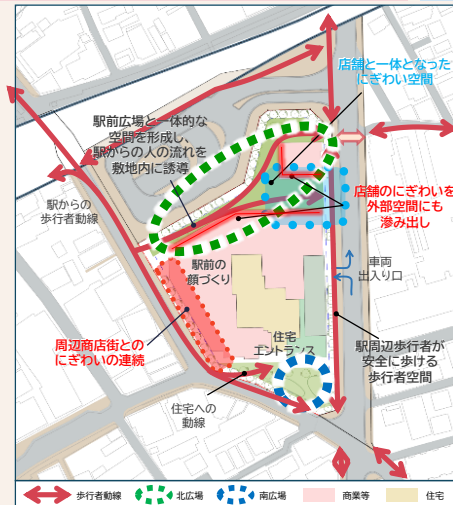 店舗と一体となった
にぎわい空間
駅前広場と一体的な
空間を形成し、
駅からの人の流れを
敷地内に誘導
駅からの
歩行者動線
店舗のにぎわいを
外部空間にも
滲み出し
駅前の
顔づくり
車両
出入り口
周辺商店街との
にぎわいの連続
住宅
エントランス
駅周辺歩行者が
安全に歩ける
歩行者空間
住宅への
動線
歩行者動線
北広場
南広場
商業等
住宅